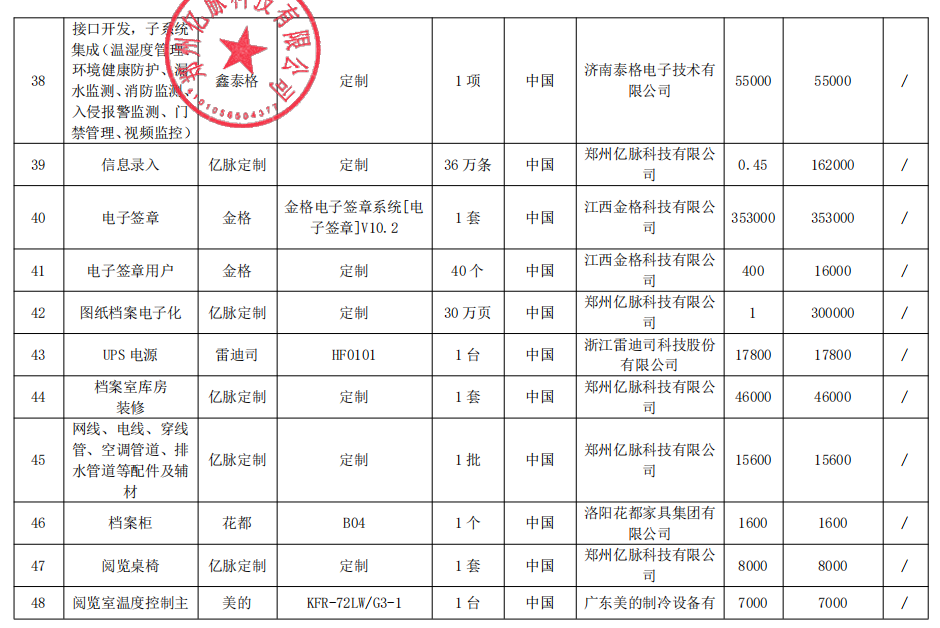 接口开发，子系统
集成（温湿度管理、
环境健康防护、漏
水监测、消防监测、
入侵报警监测、门
禁管理、视频监控）
38
鑫泰格
定制
1 项
中国
济南泰格电子技术有
限公司
55000
55000
/
39
信息录入
亿脉定制
定制
36 万条
中国
郑州亿脉科技有限公
司
0.45
162000
/
40
电子签章
金格
金格电子签章系统[电
子签章]V10.2
1 套
中国
江西金格科技有限公
司
353000
353000
/
41
电子签章用户
金格
定制
40 个
中国
江西金格科技有限公
司
400
16000
/
42
图纸档案电子化
亿脉定制
定制
30 万页
中国
郑州亿脉科技有限公
司
1
300000
/
43
UPS 电源
雷迪司
HF0101
1 台
中国
浙江雷迪司科技股份
有限公司
17800
17800
/
44
档案室库房
装修
亿脉定制
定制
1 套
中国
郑州亿脉科技有限公
司
46000
46000
/
45
网线、电线、穿线
管、空调管道、排
水管道等配件及辅
材
亿脉定制
定制
1 批
中国
郑州亿脉科技有限公
司
15600
15600
/
46
档案柜
花都
B04
1 个
中国
洛阳花都家具集团有
限公司
1600
1600
/
47
阅览桌椅
亿脉定制
定制
1 套
中国
郑州亿脉科技有限公
司
8000
8000
/
48
阅览室温度控制主
美的
KFR-72LW/G3-1
1 台
中国
广东美的制冷设备有
7000
7000
/
郑州亿脉科技有限公司